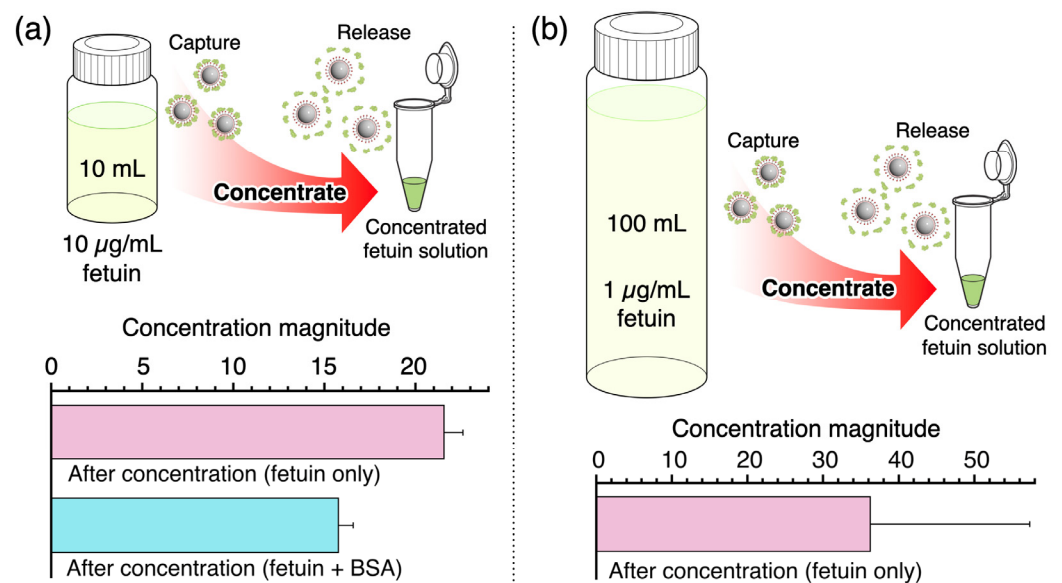 (a)
Capture
Release
10 mL
Concentrate
10 µg/mL
fetuin
Concentrated
fetuin solution
Concentration magnitude
0 5 10 15 20
After concentration (fetuin only)
After concentration (fetuin + BSA)
(b)
Capture
Release
100 mL
1 µg/mL
fetuin
Concentrate
Concentrated
fetuin solution
Concentration magnitude
0 10 20 30 40 50
After concentration (fetuin only)